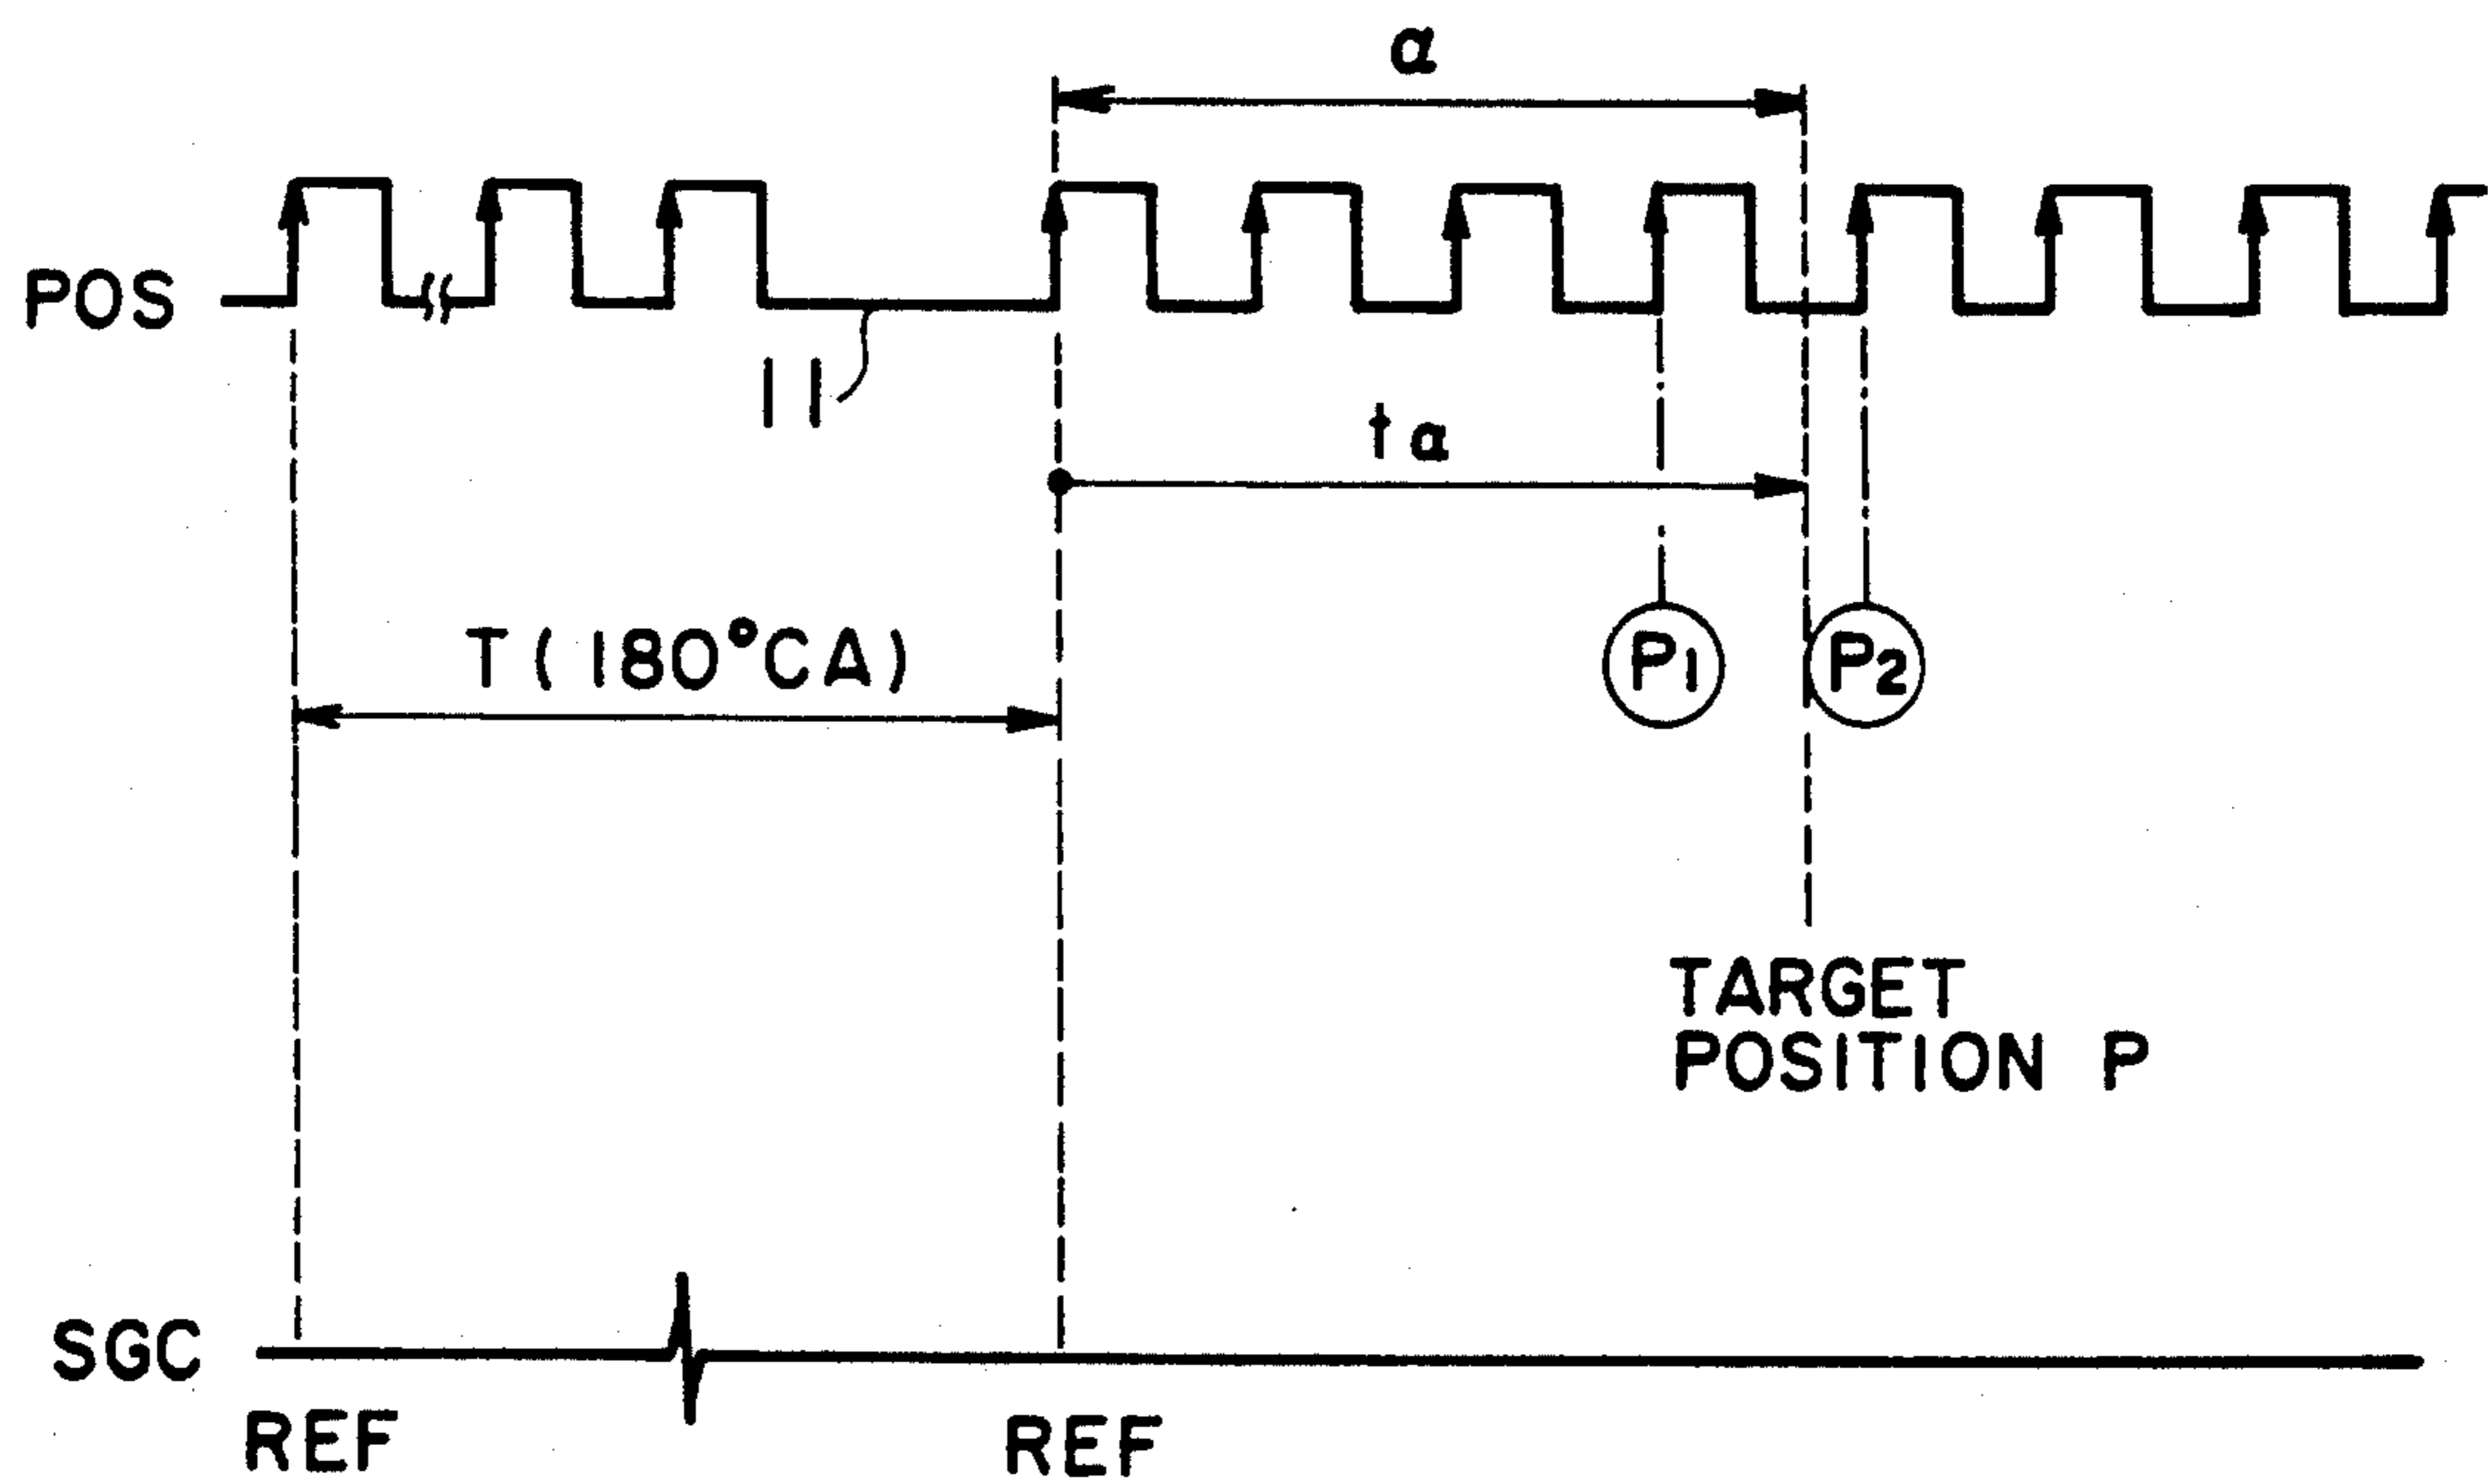 α
POS
11
tα
T(180°CA)
P1
P2
TARGET
POSITION P
SGC
REF
REF